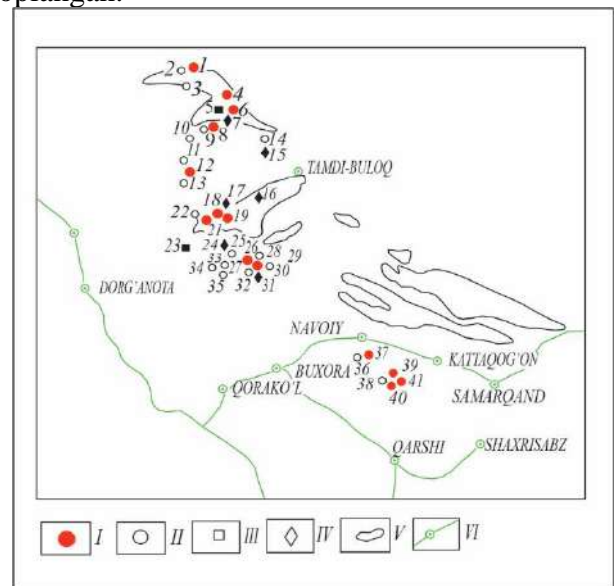 2 1
3
4
5 6
7
10 9 8
14
11
15
12
TAMDI-BULOQ
13
17 16
18
22 19
21
23 24 25 26 28 29
33 27 30
34 32
35 31
DORG'ANOTA
NAVOIY
37
36 39 KATIAQOG'ON
BUXORA
38 41
QORAKO'L 40 SAMARQAND
QARSHI SHAXRISABZ
I II III IV V VI